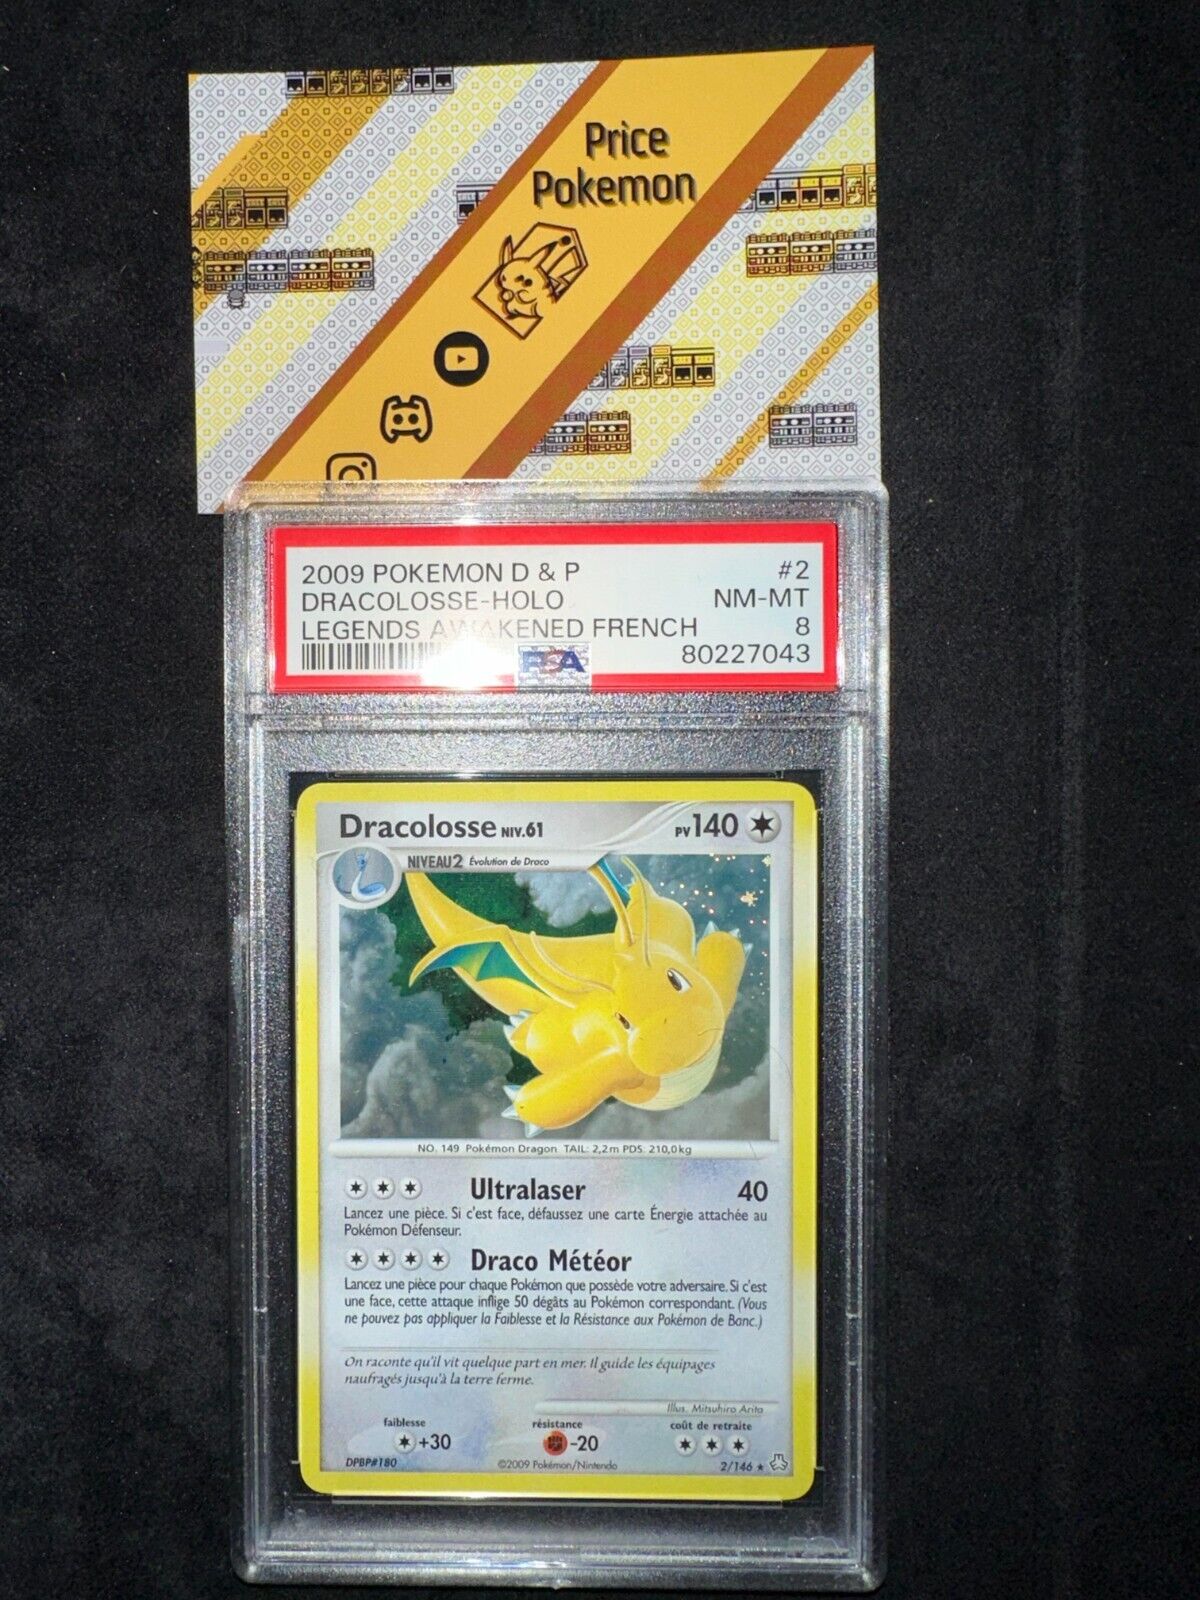 Price
Pokemon
2009 POKEMON D & P #2
DRACOLOSSE-HOLO NM-MT
LEGENDS AWAKENED FRENCH 8
PSA 80227043
Dracolosse NIV.61 PV 140
NIVEAU2 Évolution de Draco
NO. 149 Pokémon Dragon TAIL: 2,2m PDS: 210,0kg
Ultralaser 40
Lancez une pièce. Si c'est face, défaussez une carte Énergie attachée au
Pokémon Défenseur.
Draco Météor
Lancez une pièce pour chaque Pokémon que possède votre adversaire. Si c'est
une face, cette attaque inflige 50 dégâts au Pokémon correspondant. (Vous
ne pouvez pas appliquer la Faiblesse et la Résistance aux Pokémon de Banc.)
On raconte qu'il vit quelque part en mer. Il guide les équipages
naufragés jusqu'à la terre ferme.
Illus. Mitsuhiro Arita
faiblesse résistance coût de retraite
+30 -20
DPBP#180 ©2009 Pokémon/Nintendo 2/146